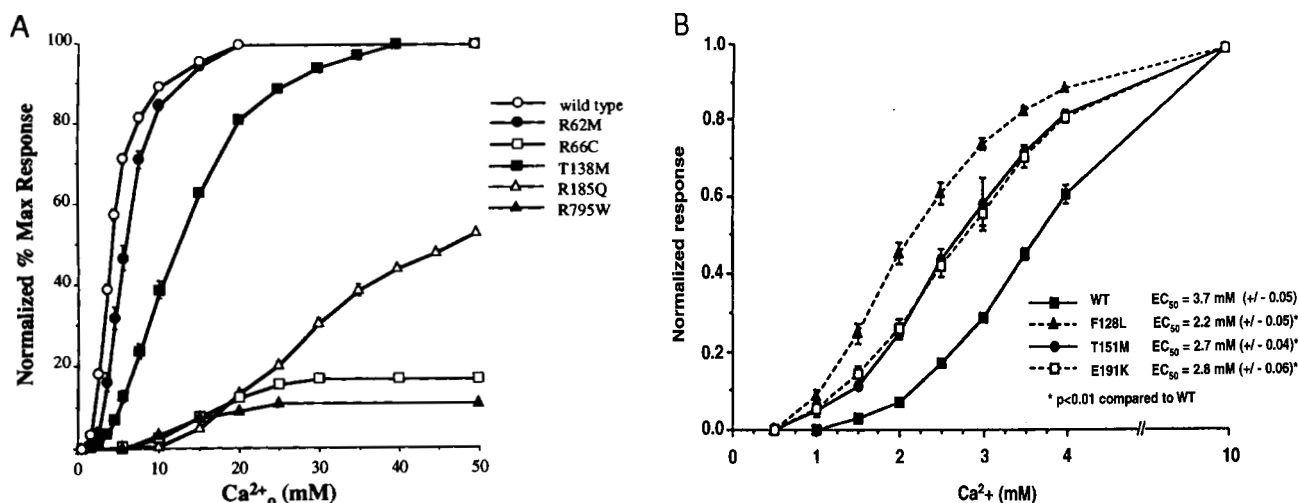 A
Normalized % Max Response
100
80
60
40
20
0
10
20
30
40
50
Ca²⁺ₒ (mM)
wild type
R62M
R66C
T138M
R185Q
R795W
B
Normalized response
1.0
0.8
0.6
0.4
0.2
0.0
0
1
2
3
4
10
Ca²+ (mM)
WT EC₅₀ = 3.7 mM (+/ - 0.05)
F128L EC₅₀ = 2.2 mM (+/ - 0.05)*
T151M EC₅₀ = 2.7 mM (+/ - 0.04)*
E191K EC₅₀ = 2.8 mM (+/ - 0.06)*
* p<0.01 compared to WT